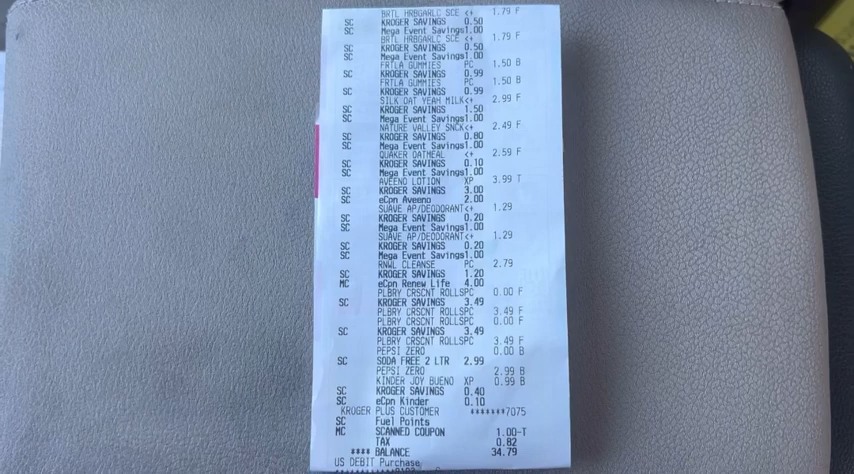 BRTL HRBGARLC SCE <+ 1.79 F
SC KROGER SAVINGS 0.50
SC Mega Event Savings1.00
BRTL HRBGARLC SCE <+ 1.79 F
SC KROGER SAVINGS 0.50
SC Mega Event Savings1.00
FRTLA GUMMIES PC 1.50 B
SC KROGER SAVINGS 0.99
FRTLA GUMMIES PC 1.50 B
SC KROGER SAVINGS 0.99
SILK OAT YEAH MILK<+ 2.99 F
SC KROGER SAVINGS 1.50
SC Mega Event Savings1.00
NATURE VALLEY SNCK<+ 2.49 F
SC KROGER SAVINGS 0.80
SC Mega Event Savings1.00
QUAKER OATMEAL <+ 2.59 F
SC KROGER SAVINGS 0.10
SC Mega Event Savings1.00
AVEENO LOTION XP 3.99 T
SC KROGER SAVINGS 3.00
SC eCpn Aveeno 2.00
SUAVE AP/DEODORANT<+ 1.29
SC KROGER SAVINGS 0.20
SC Mega Event Savings1.00
SUAVE AP/DEODORANT<+ 1.29
SC KROGER SAVINGS 0.20
SC Mega Event Savings1.00
RNWL CLEANSE PC 2.79
SC KROGER SAVINGS 1.20
MC eCpn Renew Life 4.00
PLBRY CRSCNT ROLLSPC 0.00 F
SC KROGER SAVINGS 3.49
PLBRY CRSCNT ROLLSPC 3.49 F
PLBRY CRSCNT ROLLSPC 0.00 F
SC KROGER SAVINGS 3.49
PLBRY CRSCNT ROLLSPC 3.49 F
PEPSI ZERO 0.00 B
SC SODA FREE 2 LTR 2.99
PEPSI ZERO 2.99 B
KINDER JOY BUENO XP 0.99 B
SC KROGER SAVINGS 0.40
SC eCpn Kinder 0.10
KROGER PLUS CUSTOMER *******7075
SC Fuel Points
MC SCANNED COUPON 1.00-T
TAX 0.82
**** BALANCE 34.79
US DEBIT Purchase